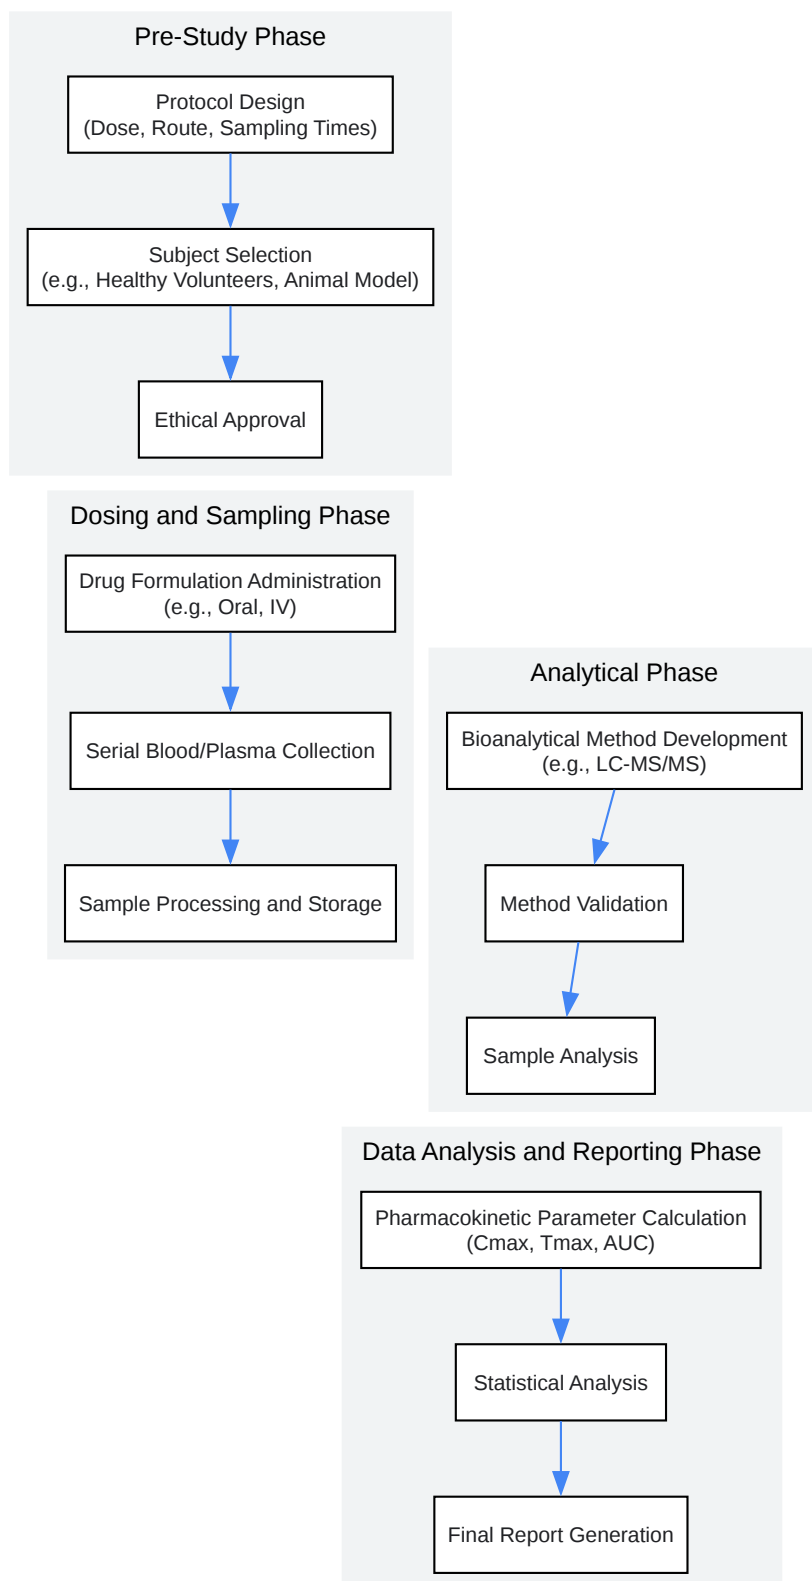 Pre-Study Phase
Protocol Design
(Dose, Route, Sampling Times)
Subject Selection
(e.g., Healthy Volunteers, Animal Model)
Ethical Approval
Dosing and Sampling Phase
Drug Formulation Administration
(e.g., Oral, IV)
Serial Blood/Plasma Collection
Sample Processing and Storage
Analytical Phase
Bioanalytical Method Development
(e.g., LC-MS/MS)
Method Validation
Sample Analysis
Data Analysis and Reporting Phase
Pharmacokinetic Parameter Calculation
(Cmax, Tmax, AUC)
Statistical Analysis
Final Report Generation